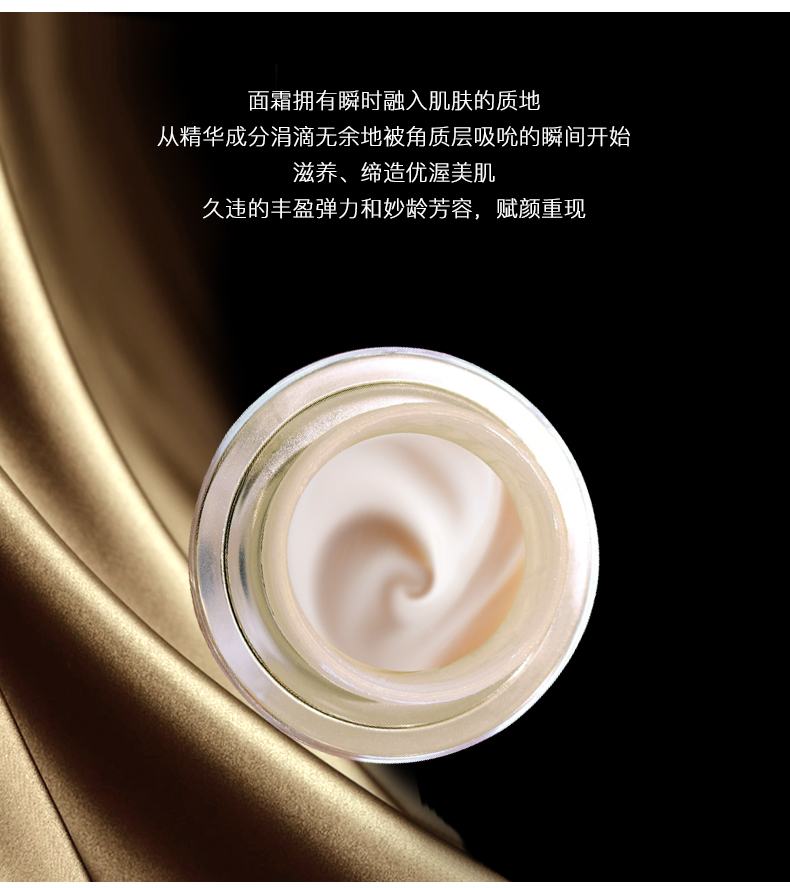 面霜拥有瞬时融入肌肤的质地
从精华成分涓滴无余地被角质层吸吮的瞬间开始
滋养、缔造优渥美肌
久违的丰盈弹力和妙龄芳容，赋颜重现